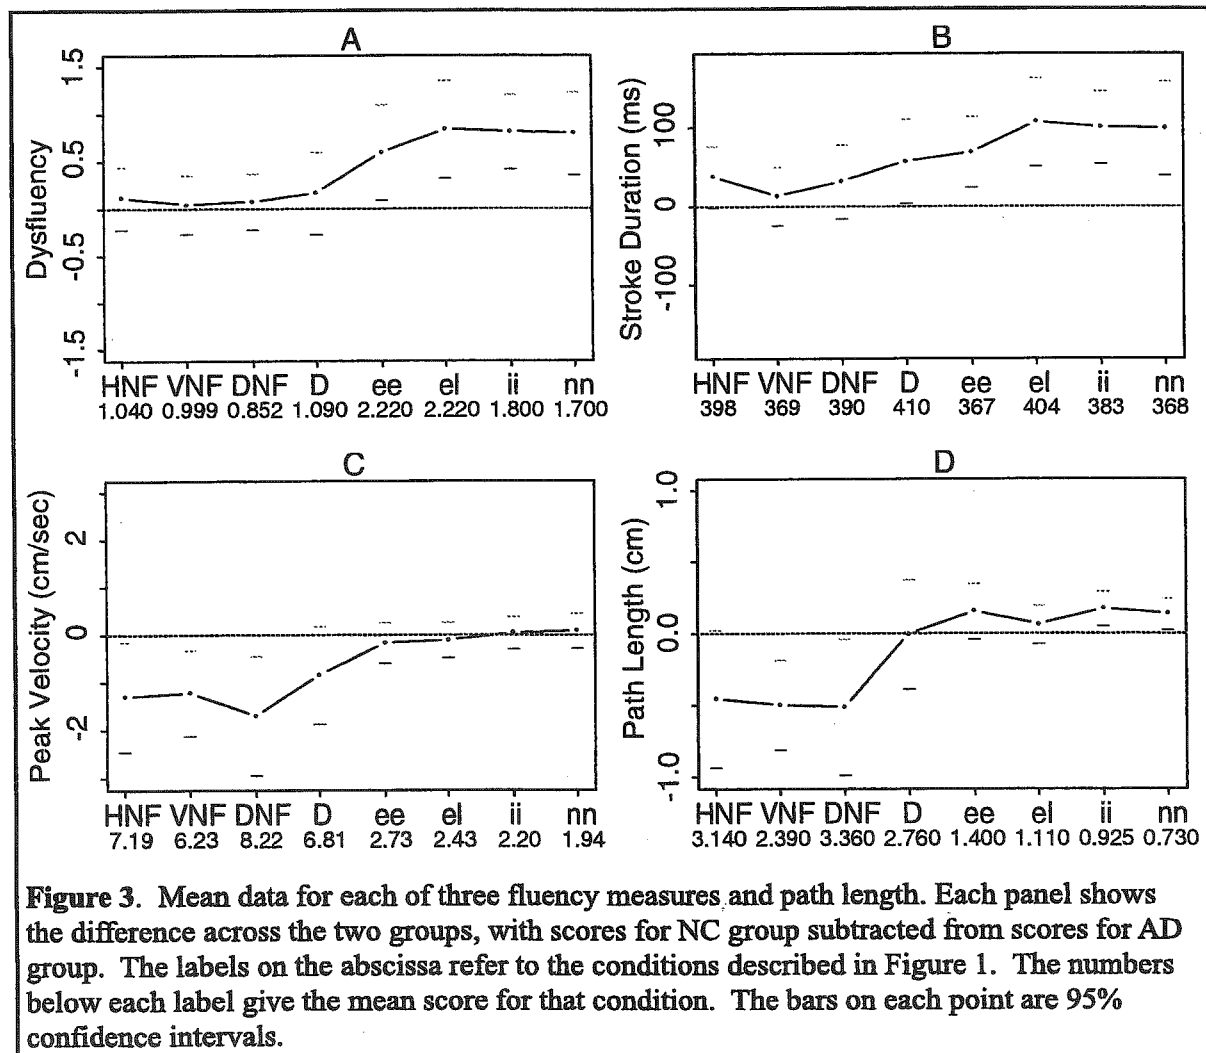 A
Dysfluency
1.5
0.5
-0.5
-1.5
HNF VNF DNF D ee el ii nn
1.040 0.999 0.852 1.090 2.220 2.220 1.800 1.700
B
Stroke Duration (ms)
100
0
-100
HNF VNF DNF D ee el ii nn
398 369 390 410 367 404 383 368
C
Peak Velocity (cm/sec)
2
0
-2
HNF VNF DNF D ee el ii nn
7.19 6.23 8.22 6.81 2.73 2.43 2.20 1.94
D
Path Length (cm)
1.0
0.0
-1.0
HNF VNF DNF D ee el ii nn
3.140 2.390 3.360 2.760 1.400 1.110 0.925 0.730
Figure 3. Mean data for each of three fluency measures and path length. Each panel shows
the difference across the two groups, with scores for NC group subtracted from scores for AD
group. The labels on the abscissa refer to the conditions described in Figure 1. The numbers
below each label give the mean score for that condition. The bars on each point are 95%
confidence intervals.